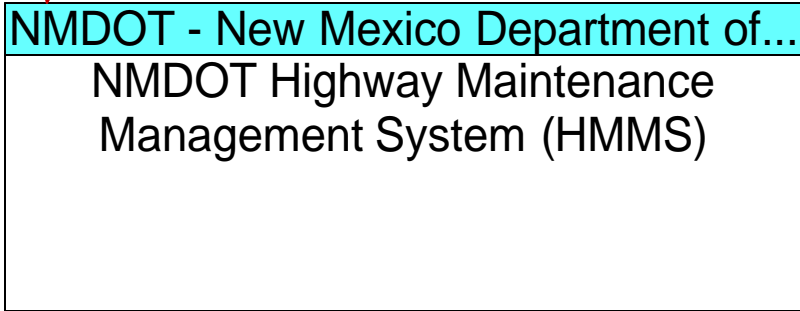 NMDOT - New Mexico Department of...
NMDOT Highway Maintenance
Management System (HMMS)